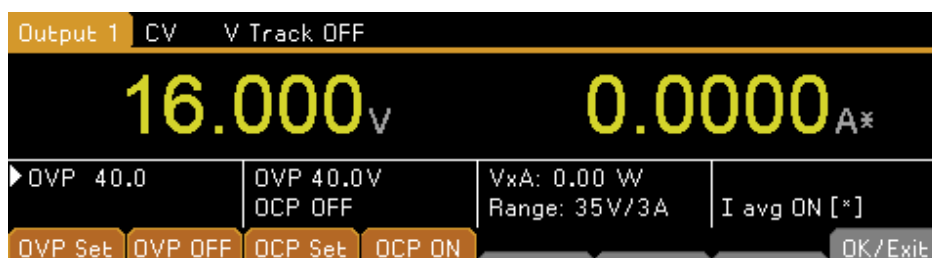 Output 1 CV V Track OFF
16.000V 0.0000A*
OVP 40.0 OVP 40.0V VxA: 0.00 W
OCP OFF Range: 35V/3A I avg ON [*]
OVP Set OVP OFF OCP Set OCP ON OK/Exit